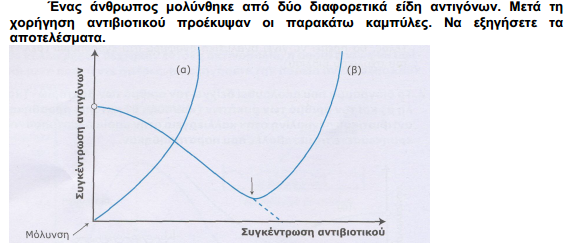 Ένας άνθρωπος μολύνθηκε από δύο διαφορετικά είδη αντιγόνων. Μετά τη
χορήγηση αντιβιοτικού προέκυψαν οι παρακάτω καμπύλες. Να εξηγήσετε τα
αποτελέσματα.
(α)
(β)
Συγκέντρωση αντιγόνων
Μόλυνση
Συγκέντρωση αντιβιοτικού